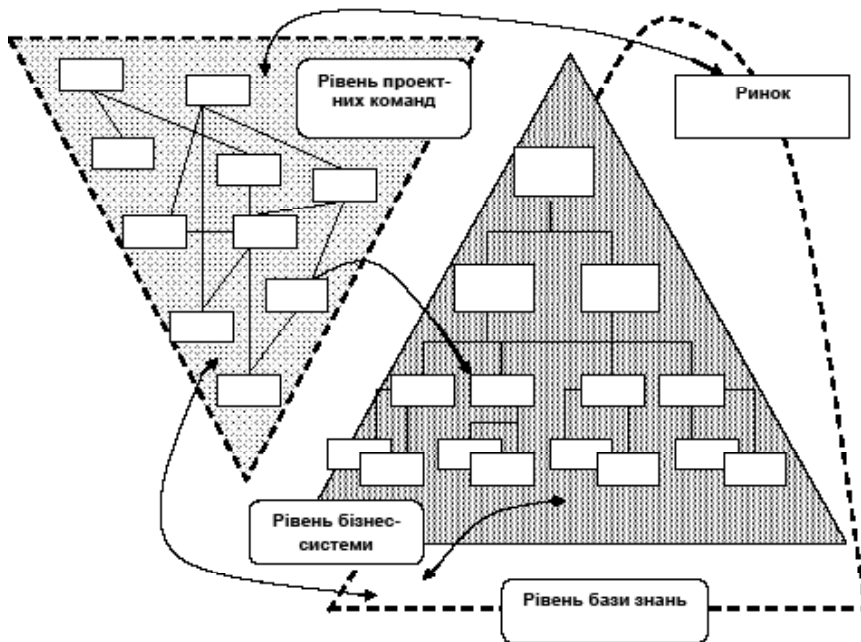 Рівень проект-
них команд
Ринок
Рівень бізнес-
системи
Рівень бази знань